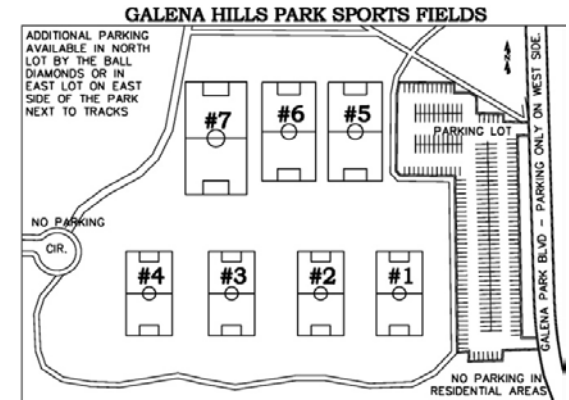 GALENA HILLS PARK SPORTS FIELDS
ADDITIONAL PARKING
AVAILABLE IN NORTH
LOT BY THE BALL
DIAMONDS OR IN
EAST LOT ON EAST
SIDE OF THE PARK
NEXT TO TRACKS
#7
#6
#5
PARKING LOT
GALENA PARK BLVD - PARKING ONLY ON WEST SIDE.
NO PARKING
CIR.
#4
#3
#2
#1
NO PARKING IN
RESIDENTIAL AREAS